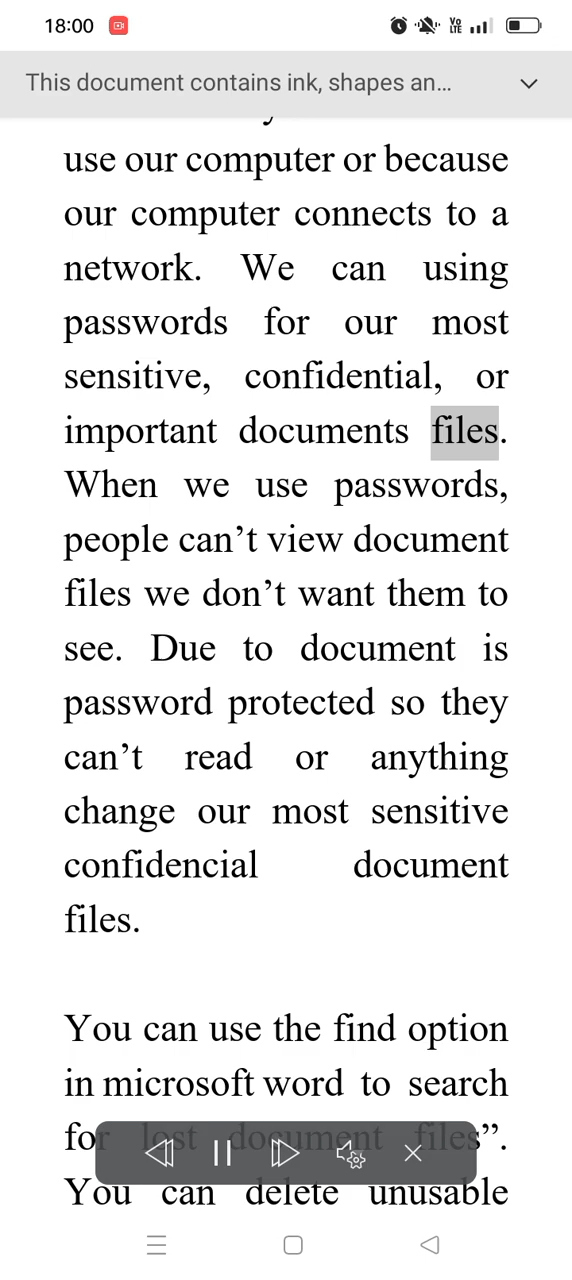 18:00
VO LTE
This document contains ink, shapes an...
use our computer or because
our computer connects to a
network. We can using
passwords for our most
sensitive, confidential, or
important documents files.
When we use passwords,
people can’t view document
files we don’t want them to
see. Due to document is
password protected so they
can’t read or anything
change our most sensitive
confidencial document
files.
You can use the find option
in microsoft word to search
for lost document files”.
You can delete unusable